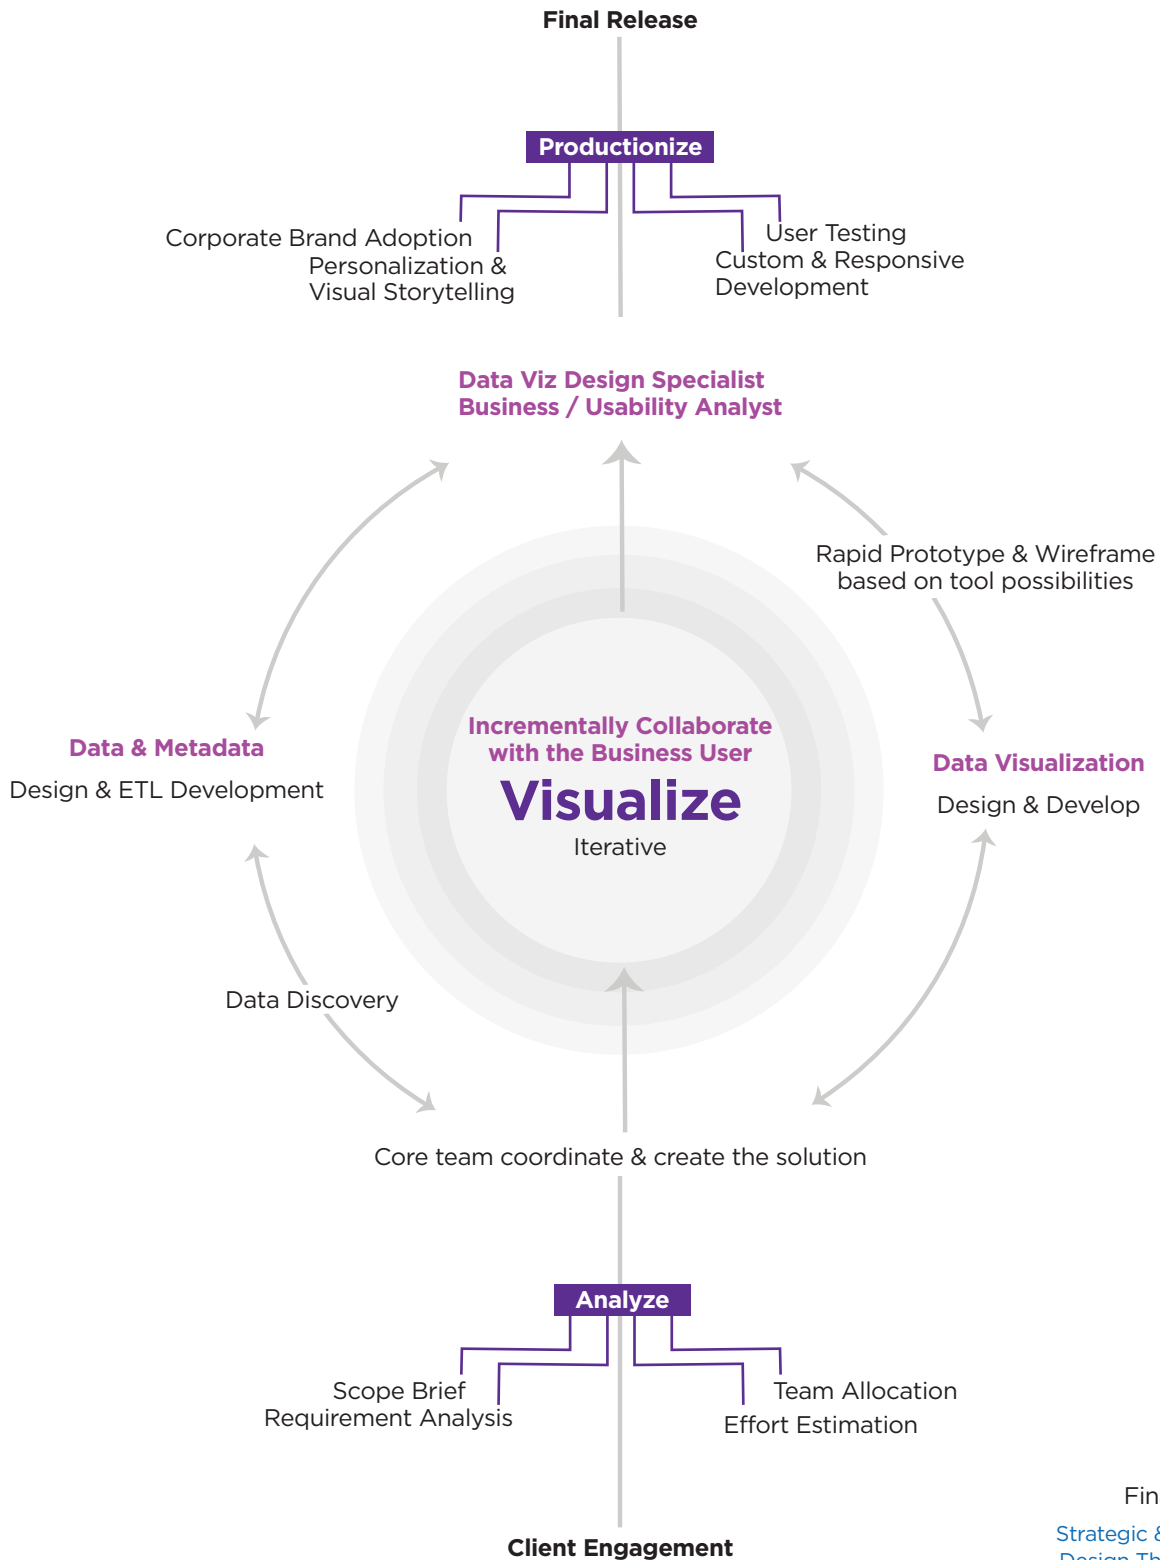 Final Release
Productionize
Corporate Brand Adoption
Personalization &
Visual Storytelling
User Testing
Custom & Responsive
Development
Data Viz Design Specialist
Business / Usability Analyst
Rapid Prototype & Wireframe
based on tool possibilities
Incrementally Collaborate
with the Business User
Visualize
Iterative
Data & Metadata
Design & ETL Development
Data Visualization
Design & Develop
Data Discovery
Core team coordinate & create the solution
Analyze
Scope Brief
Requirement Analysis
Team Allocation
Effort Estimation
Client Engagement
Strategic &
Design